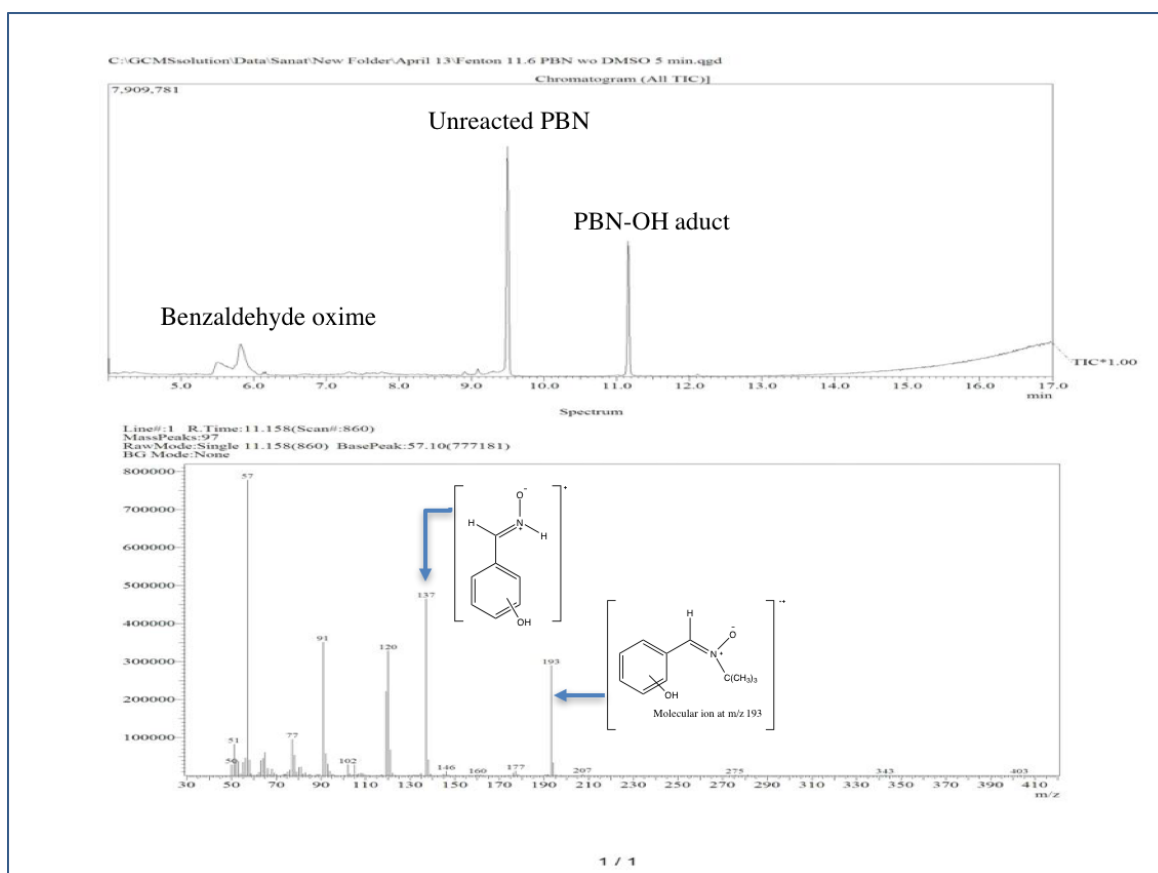 C:\GCMSsolution\Data\Sanat\New Folder\April 13\Fenton 11.6 PBN wo DMSO 5 min.qgd
Chromatogram (All TIC)]
7,909,781
Unreacted PBN
PBN-OH aduct
Benzaldehyde oxime
TIC*1.00
5.0 6.0 7.0 8.0 9.0 10.0 11.0 12.0 13.0 14.0 15.0 16.0 17.0
min
Spectrum
Line#:1 R.Time:11.158(Scan#:860)
MassPeaks:97
RawMode:Single 11.158(860) BasePeak:57.10(777181)
BG Mode:None
800000
700000
600000
500000
400000
300000
200000
100000
57
137
91
120
193
51
50
77
102
146
160
177
207
275
343
403
O-
H
N+
H
OH
+
H
O-
N+
C(CH3)3
OH
Molecular ion at m/z 193
30 50 70 90 110 130 150 170 190 210 230 250 270 290 310 330 350 370 390 410
m/z
1 / 1